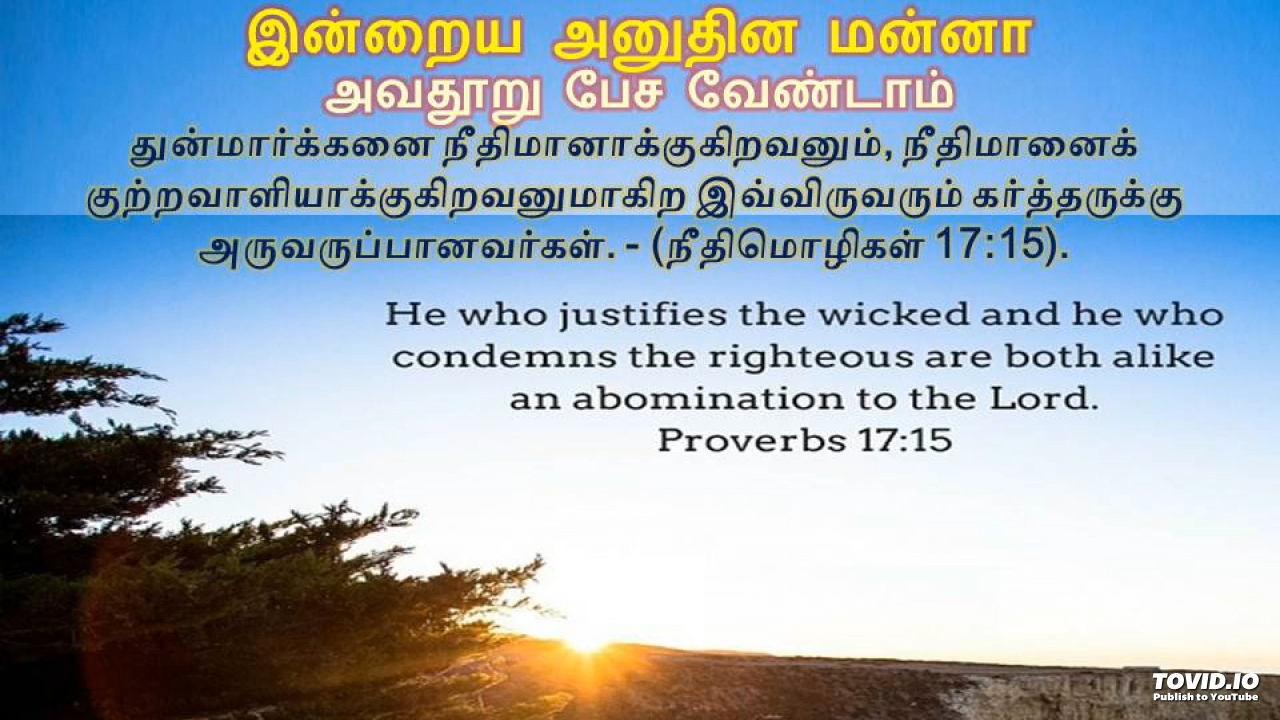 இன்றைய அனுதின மன்னா
அவதூறு பேச வேண்டாம்
துன்மார்க்கனை நீதிமானாக்குகிறவனும், நீதிமானைக்
குற்றவாளியாக்குகிறவனுமாகிற இவ்விருவரும் கர்த்தருக்கு
அருவருப்பானவர்கள். - (நீதிமொழிகள் 17:15).
He who justifies the wicked and he who
condemns the righteous are both alike
an abomination to the Lord.
Proverbs 17:15
TOVID.IO
Publish to YouTube